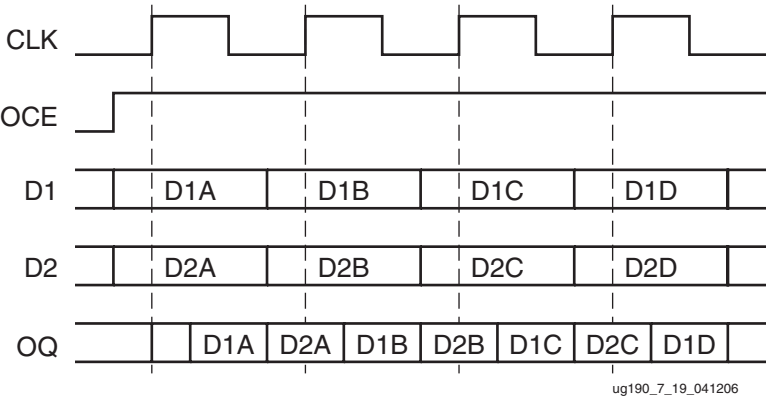 CLK
OCE
D1 D1A D1B D1C D1D
D2 D2A D2B D2C D2D
OQ D1A D2A D1B D2B D1C D2C D1D
ug190_7_19_041206